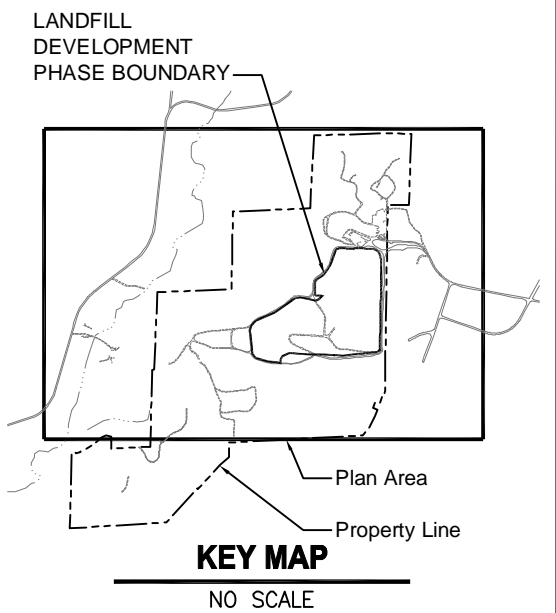 LANDFILL
DEVELOPMENT
PHASE BOUNDARY
Plan Area
Property Line
KEY MAP
NO SCALE